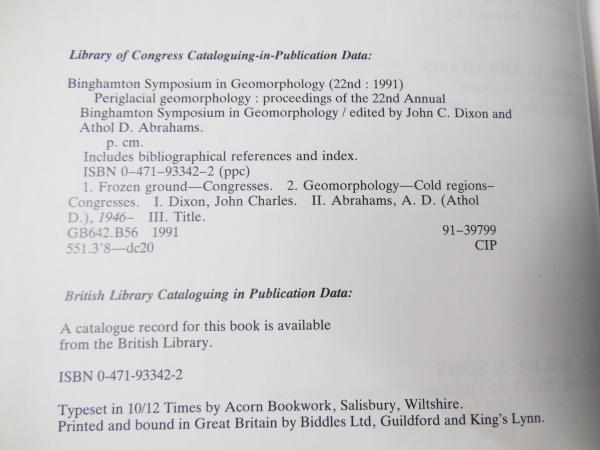 Library of Congress Cataloguing-in-Publication Data:
Binghamton Symposium in Geomorphology (22nd : 1991)
Periglacial geomorphology : proceedings of the 22nd Annual
Binghamton Symposium in Geomorphology / edited by John C. Dixon and
Athol D. Abrahams.
p. cm.
Includes bibliographical references and index.
ISBN 0–471–93342–2 (ppc)
1. Frozen ground—Congresses. 2. Geomorphology—Cold regions–
Congresses. I. Dixon, John Charles. II. Abrahams, A. D. (Athol
D.), 1946– III. Title.
GB642.B56 1991 91–39799
551.3'8—dc20 CIP
British Library Cataloguing in Publication Data:
A catalogue record for this book is available
from the British Library.
ISBN 0-471-93342-2
Typeset in 10/12 Times by Acorn Bookwork, Salisbury, Wiltshire.
Printed and bound in Great Britain by Biddles Ltd, Guildford and King's Lynn.